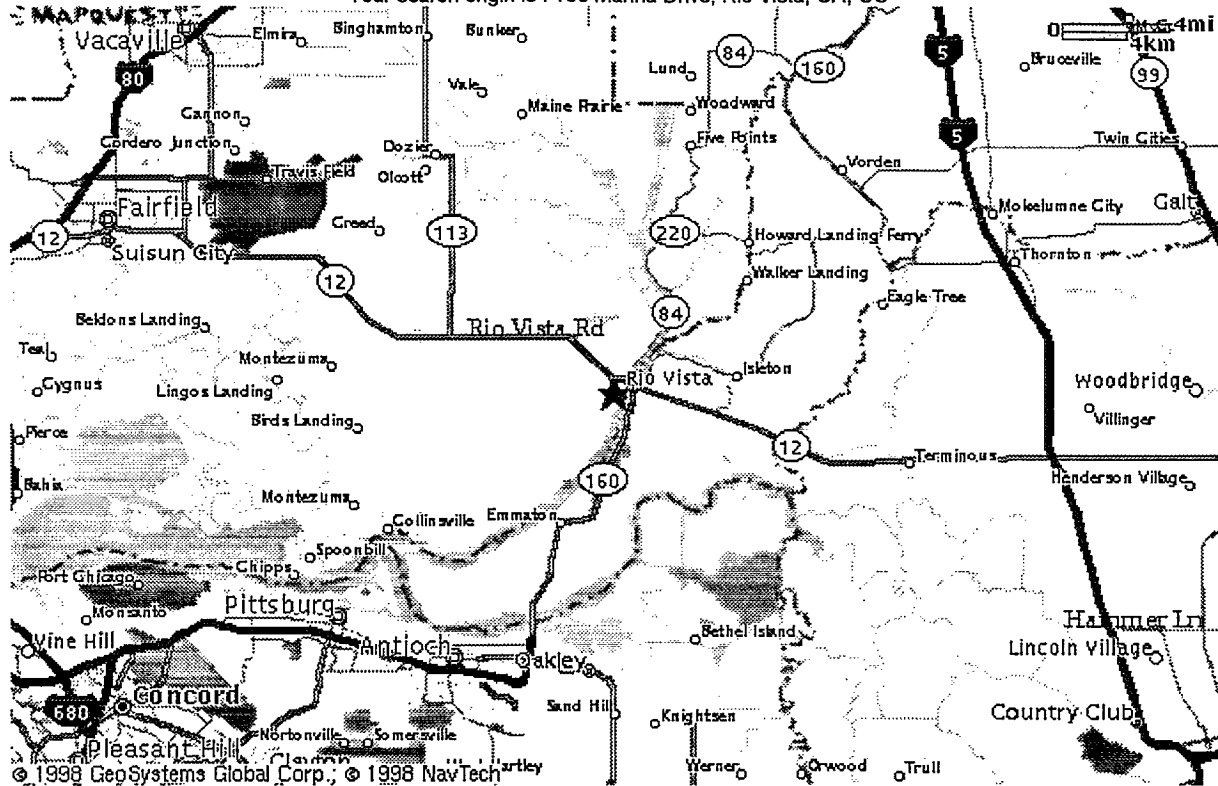 MAPQUEST
Vacaville
Elmira
Binghamton
Bunker
84
160
5
4mi
4km
99
Bruceville
80
Lund
Vale
Maine Prairie
Woodward
Cannon
Cordero Junction
Dozier
Five Points
5
Twin Cities
Travis Field
Olcott
Vorden
Fairfield
Creed
113
220
Mokelumne City
Galt
12
Suisun City
Howard Landing Ferry
Thornton
12
Walker Landing
84
Eagle Tree
Beldons Landing
Rio Vista Rd
Teal
Montezuma
Cygnus
Lingos Landing
Rio Vista
Isleton
Woodbridge
Villinger
Birds Landing
Pierce
12
Terminous
Bahia
160
Henderson Village
Montezuma
Collinsville
Emmaton
Spoonbill
Chipps
Port Chicago
Monsanto
Pittsburg
Vine Hill
Antioch
Oakley
Bethel Island
Hammer Ln
Lincoln Village
680
Concord
Sand Hill
Knightsen
Country Club
Pleasant Hill
Nortonville
Somersville
Clayton
Werner
Orwood
Trull
© 1998 GeoSystems Global Corp.; © 1998 NavTech